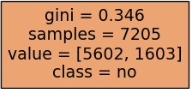 gini = 0.346
samples = 7205
value = [5602, 1603]
class = no